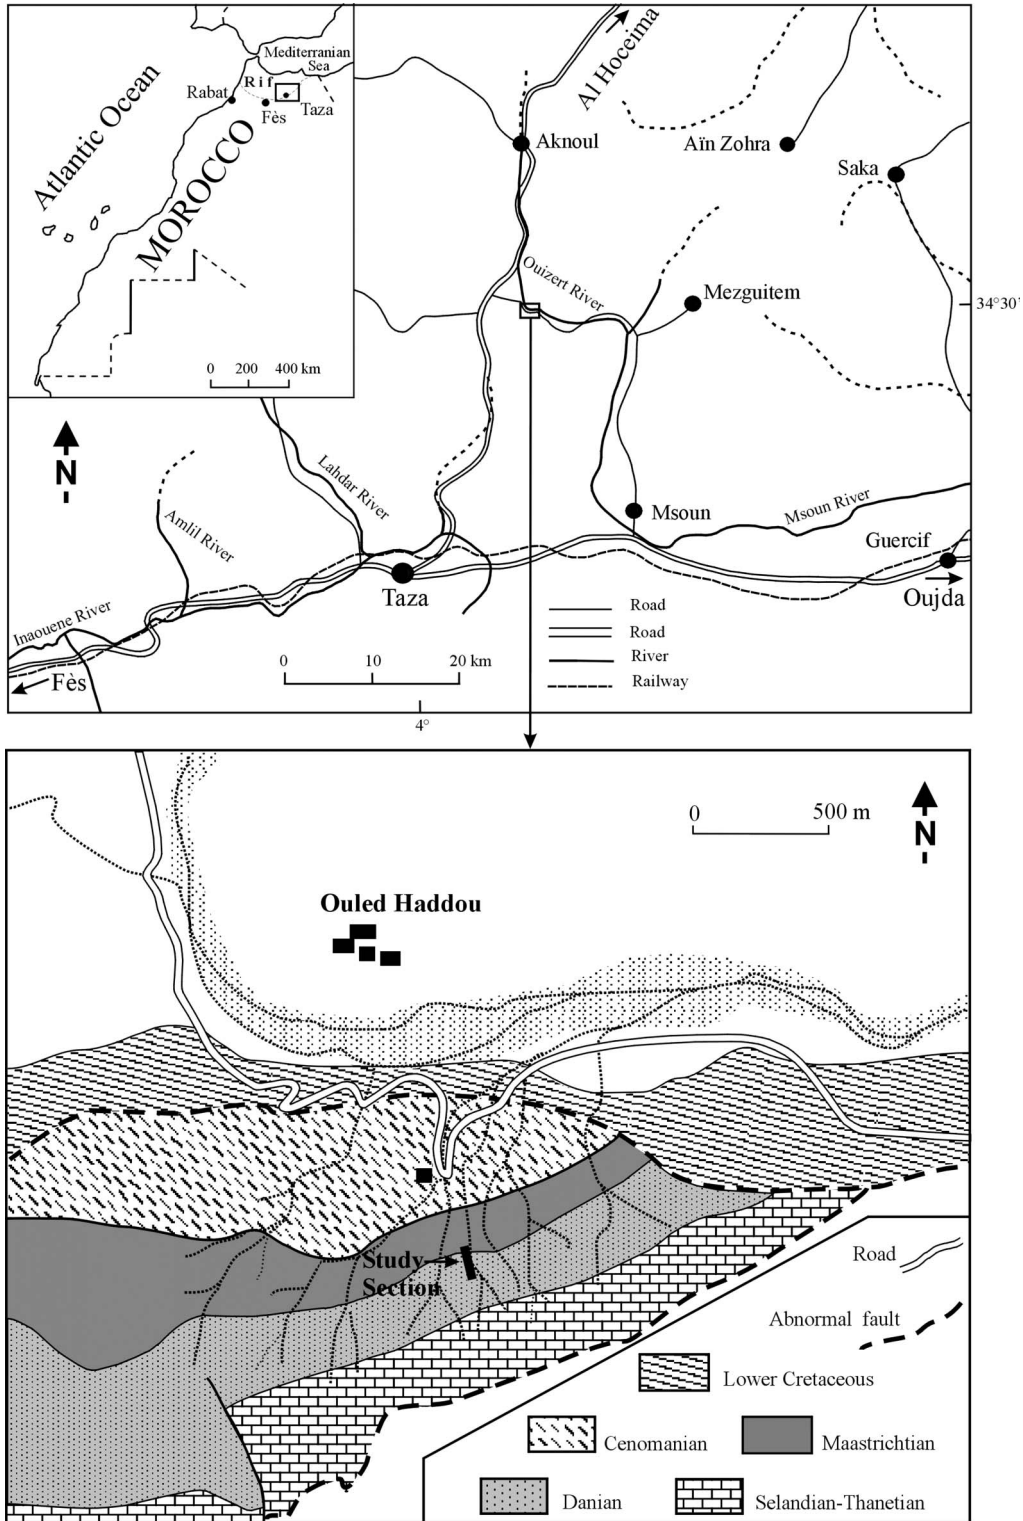 Mediterranean
Sea
Rif
Rabat
Fès
Taza
Atlantic Ocean
MOROCCO
0 200 400 km
N
Al Hoceima
Aknoul
Aïn Zohra
Saka
Ouizert River
Mezguitem
34°30'
Lahdar River
Amlil River
Msoun
Msoun River
Guercif
Oujda
Taza
Inaouene River
Fès
0 10 20 km
Road
Road
River
Railway
4°
0 500 m
N
Ouled Haddou
Study
Section
Road
Abnormal fault
Lower Cretaceous
Cenomanian
Maastrichtian
Danian
Selandian-Thanetian